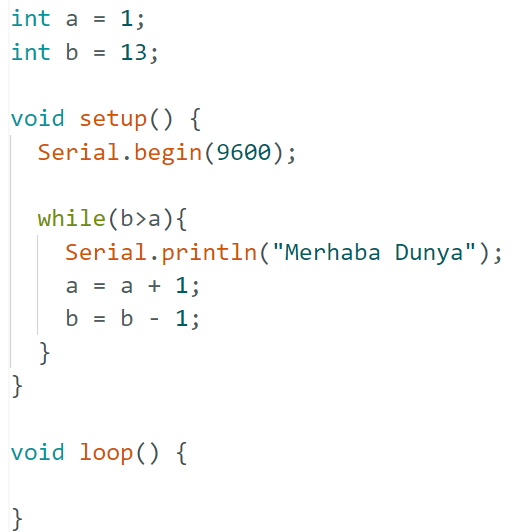 int a = 1;
int b = 13;

void setup() {
  Serial.begin(9600);

  while(b>a){
    Serial.println("Merhaba Dunya");
    a = a + 1;
    b = b - 1;
  }
}

void loop() {

}